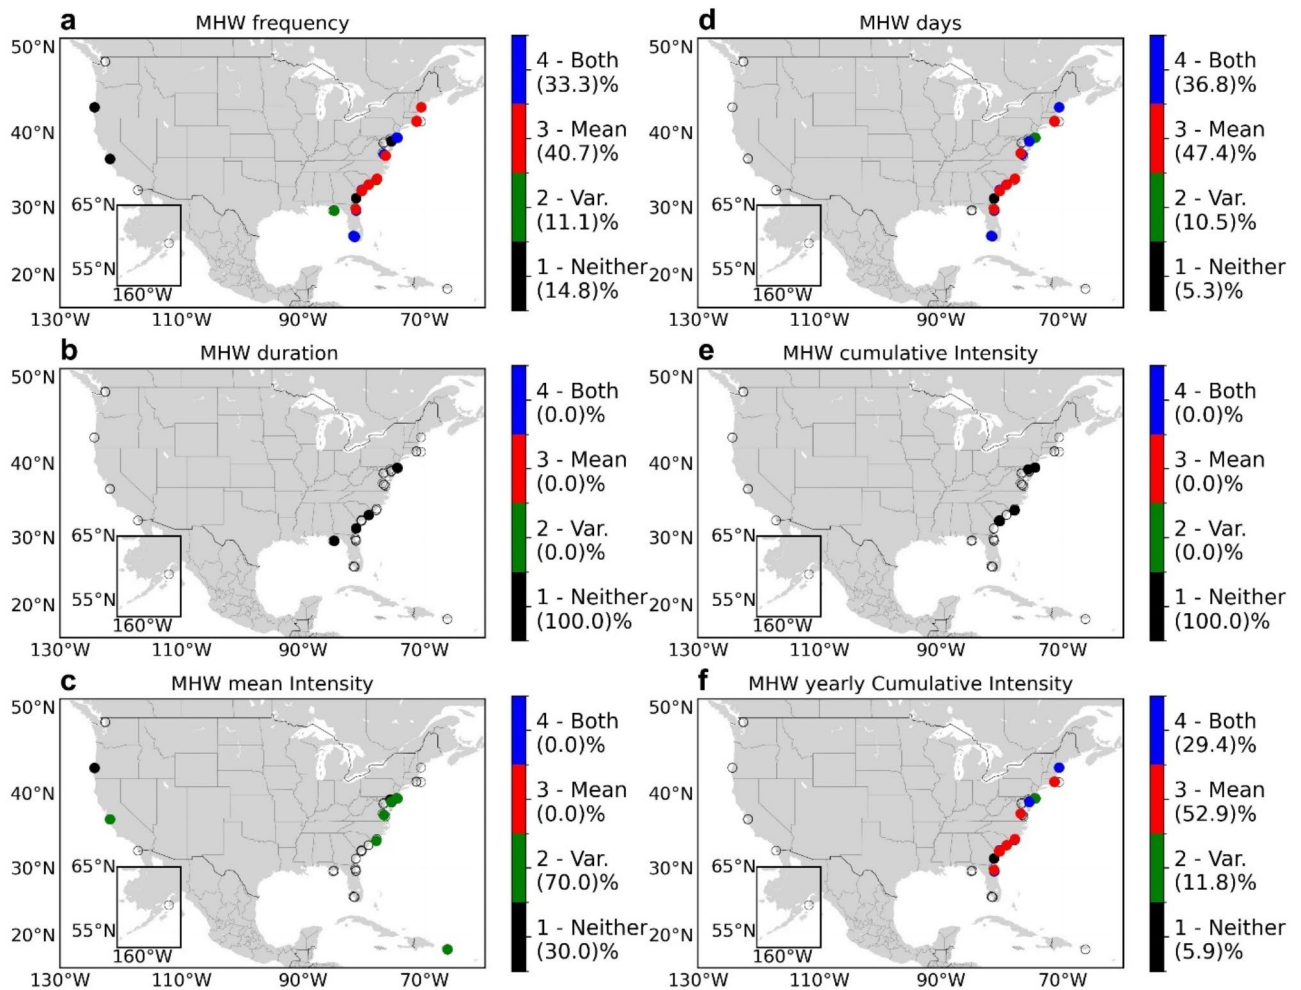 a
MHW frequency
50°N
40°N
30°N
20°N
65°N
55°N
160°W
130°W
110°W
90°W
70°W
4 - Both
(33.3)%
3 - Mean
(40.7)%
2 - Var.
(11.1)%
1 - Neither
(14.8)%
d
MHW days
50°N
40°N
30°N
20°N
65°N
55°N
160°W
130°W
110°W
90°W
70°W
4 - Both
(36.8)%
3 - Mean
(47.4)%
2 - Var.
(10.5)%
1 - Neither
(5.3)%
b
MHW duration
50°N
40°N
30°N
20°N
65°N
55°N
160°W
130°W
110°W
90°W
70°W
4 - Both
(0.0)%
3 - Mean
(0.0)%
2 - Var.
(0.0)%
1 - Neither
(100.0)%
e
MHW cumulative Intensity
50°N
40°N
30°N
20°N
65°N
55°N
160°W
130°W
110°W
90°W
70°W
4 - Both
(0.0)%
3 - Mean
(0.0)%
2 - Var.
(0.0)%
1 - Neither
(100.0)%
c
MHW mean Intensity
50°N
40°N
30°N
20°N
65°N
55°N
160°W
130°W
110°W
90°W
70°W
4 - Both
(0.0)%
3 - Mean
(0.0)%
2 - Var.
(70.0)%
1 - Neither
(30.0)%
f
MHW yearly Cumulative Intensity
50°N
40°N
30°N
20°N
65°N
55°N
160°W
130°W
110°W
90°W
70°W
4 - Both
(29.4)%
3 - Mean
(52.9)%
2 - Var.
(11.8)%
1 - Neither
(5.9)%